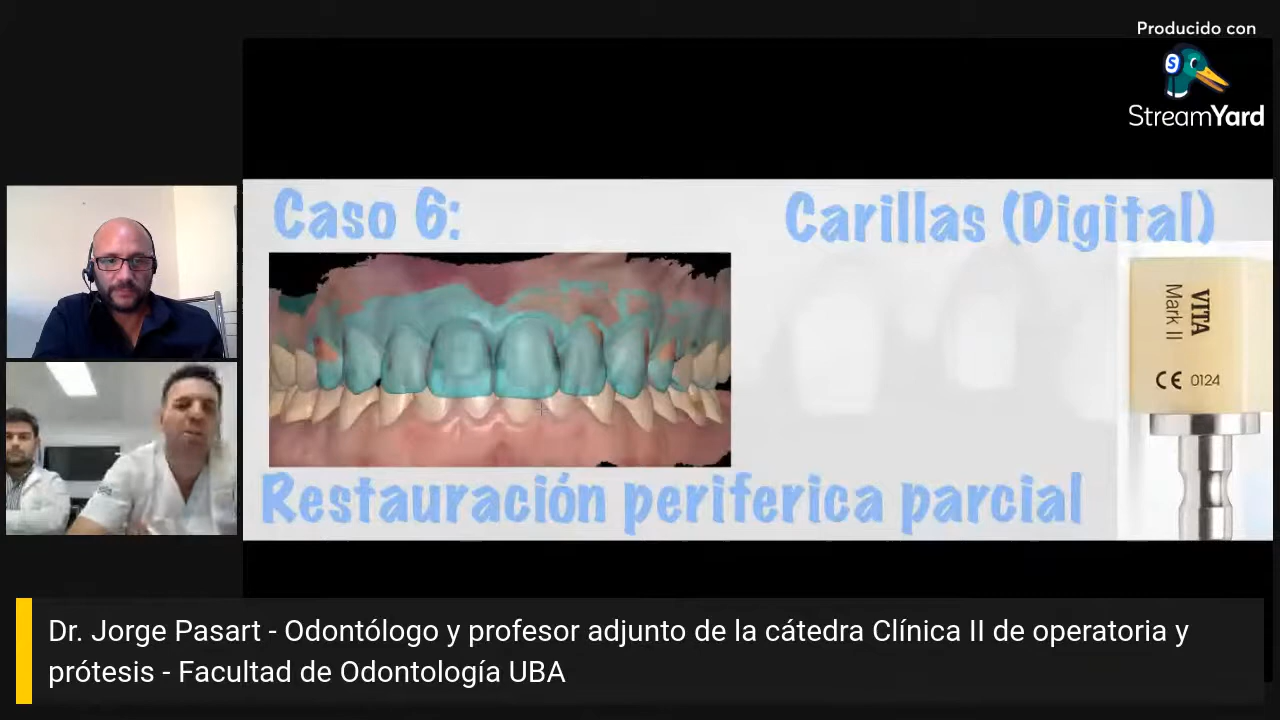 Producido con
S
StreamYard
Caso 6:
Carillas (Digital)
VITA
Mark II
CE 0124
Restauración periferica parcial
Dr. Jorge Pasart - Odontólogo y profesor adjunto de la cátedra Clínica II de operatoria y
prótesis - Facultad de Odontología UBA